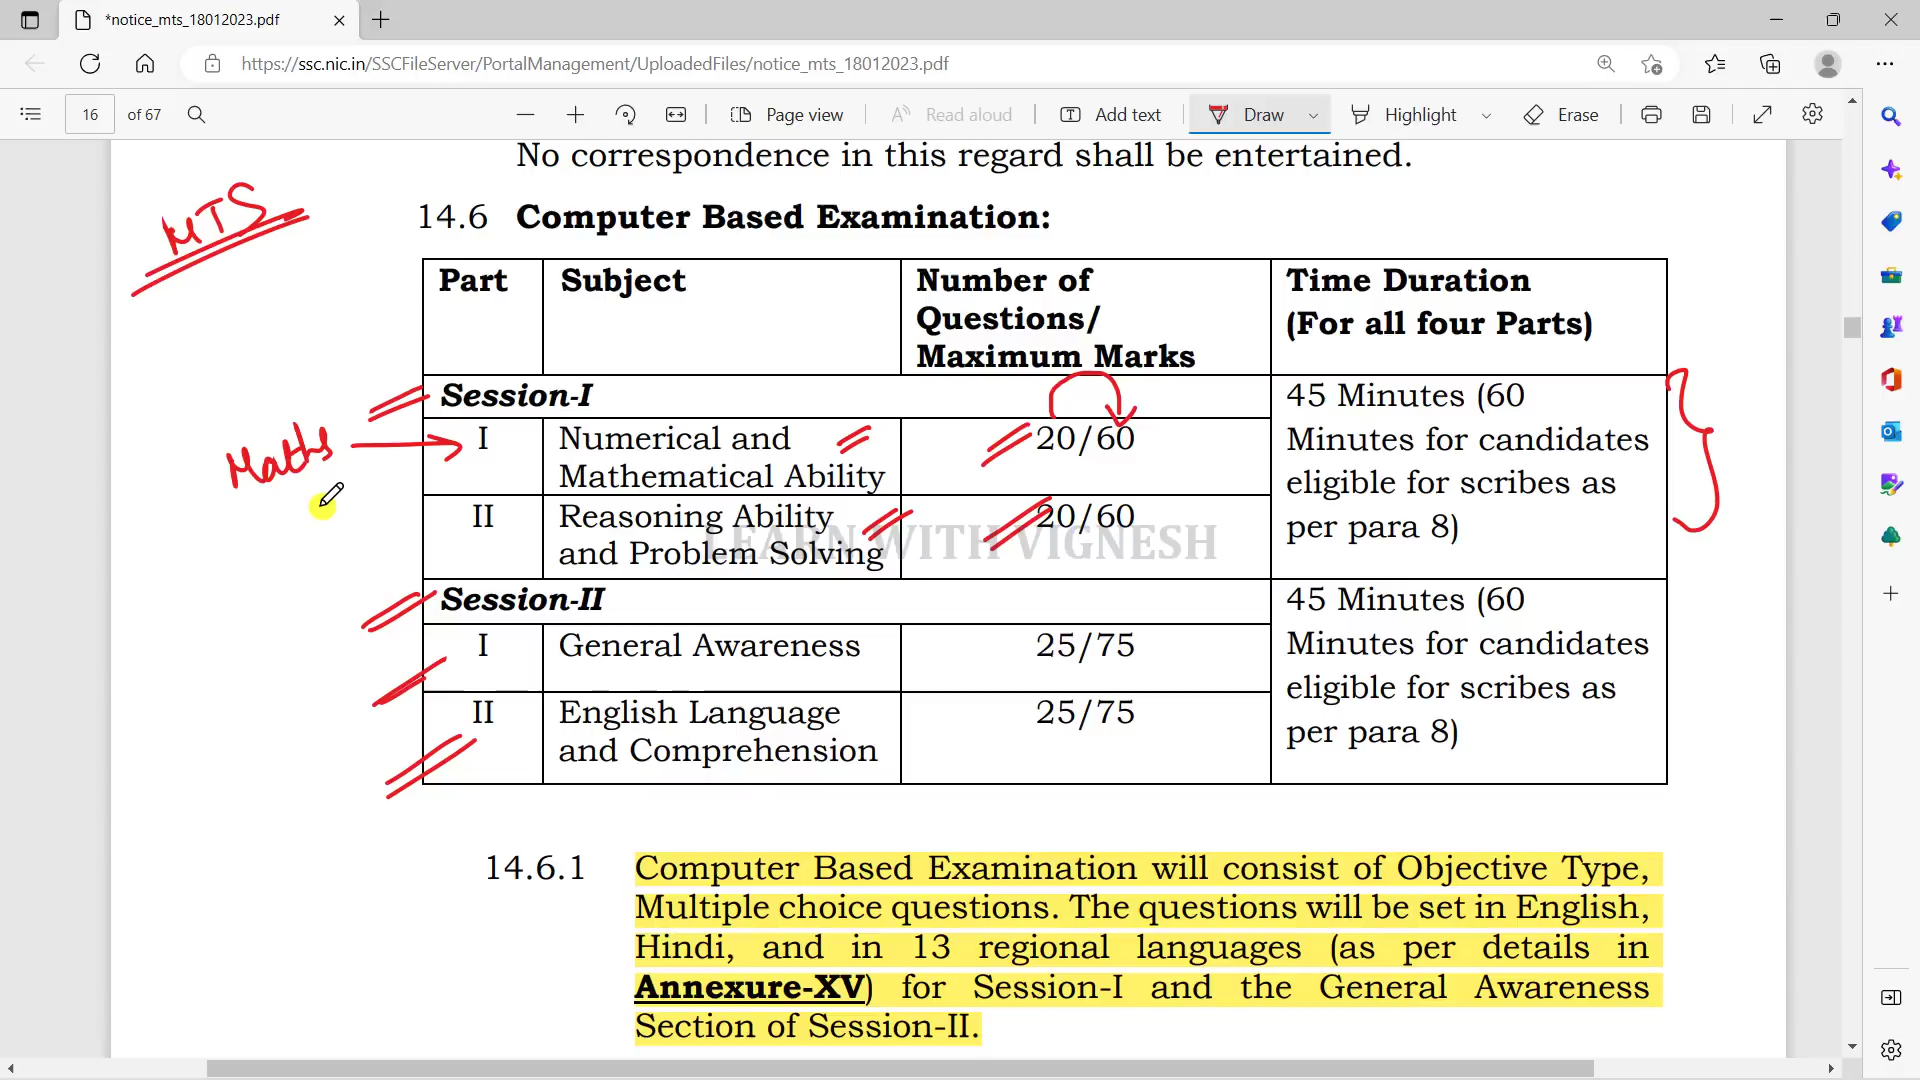 *notice_mts_18012023.pdf
https://ssc.nic.in/SSCFileServer/PortalManagement/UploadedFiles/notice_mts_18012023.pdf
16 of 67
Page view
Read aloud
Add text
Draw
Highlight
Erase
No correspondence in this regard shall be entertained.
MTS
14.6 Computer Based Examination:
Part Subject Number of Questions/ Maximum Marks Time Duration (For all four Parts)
Session-I
Maths
I Numerical and Mathematical Ability 20/60
II Reasoning Ability and Problem Solving 20/60
45 Minutes (60
Minutes for candidates
eligible for scribes as
per para 8)
LEARN WITH VIGNESH
Session-II
I General Awareness 25/75
II English Language and Comprehension 25/75
45 Minutes (60
Minutes for candidates
eligible for scribes as
per para 8)
14.6.1 Computer Based Examination will consist of Objective Type,
Multiple choice questions. The questions will be set in English,
Hindi, and in 13 regional languages (as per details in
Annexure-XV) for Session-I and the General Awareness
Section of Session-II.